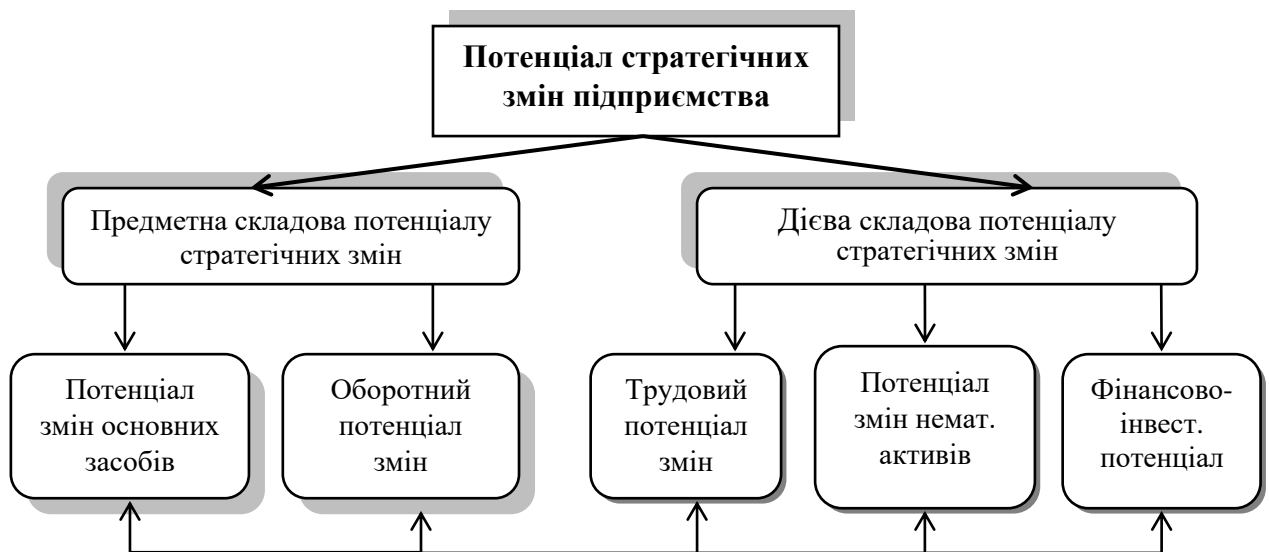 Потенціал стратегічних
змін підприємства
Предметна складова потенціалу
стратегічних змін
Дієва складова потенціалу
стратегічних змін
Потенціал
змін основних
засобів
Оборотний
потенціал
змін
Трудовий
потенціал
змін
Потенціал
змін немат.
активів
Фінансово-
інвест.
потенціал